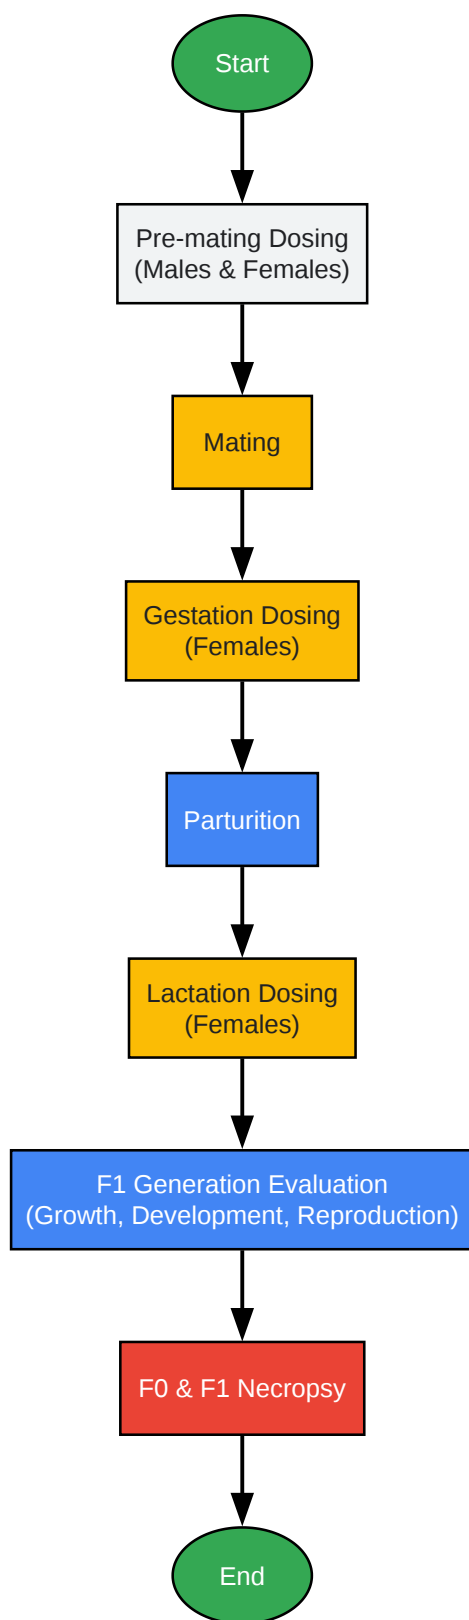 Start
Pre-mating Dosing
(Males & Females)
Mating
Gestation Dosing
(Females)
Parturition
Lactation Dosing
(Females)
F1 Generation Evaluation
(Growth, Development, Reproduction)
F0 & F1 Necropsy
End